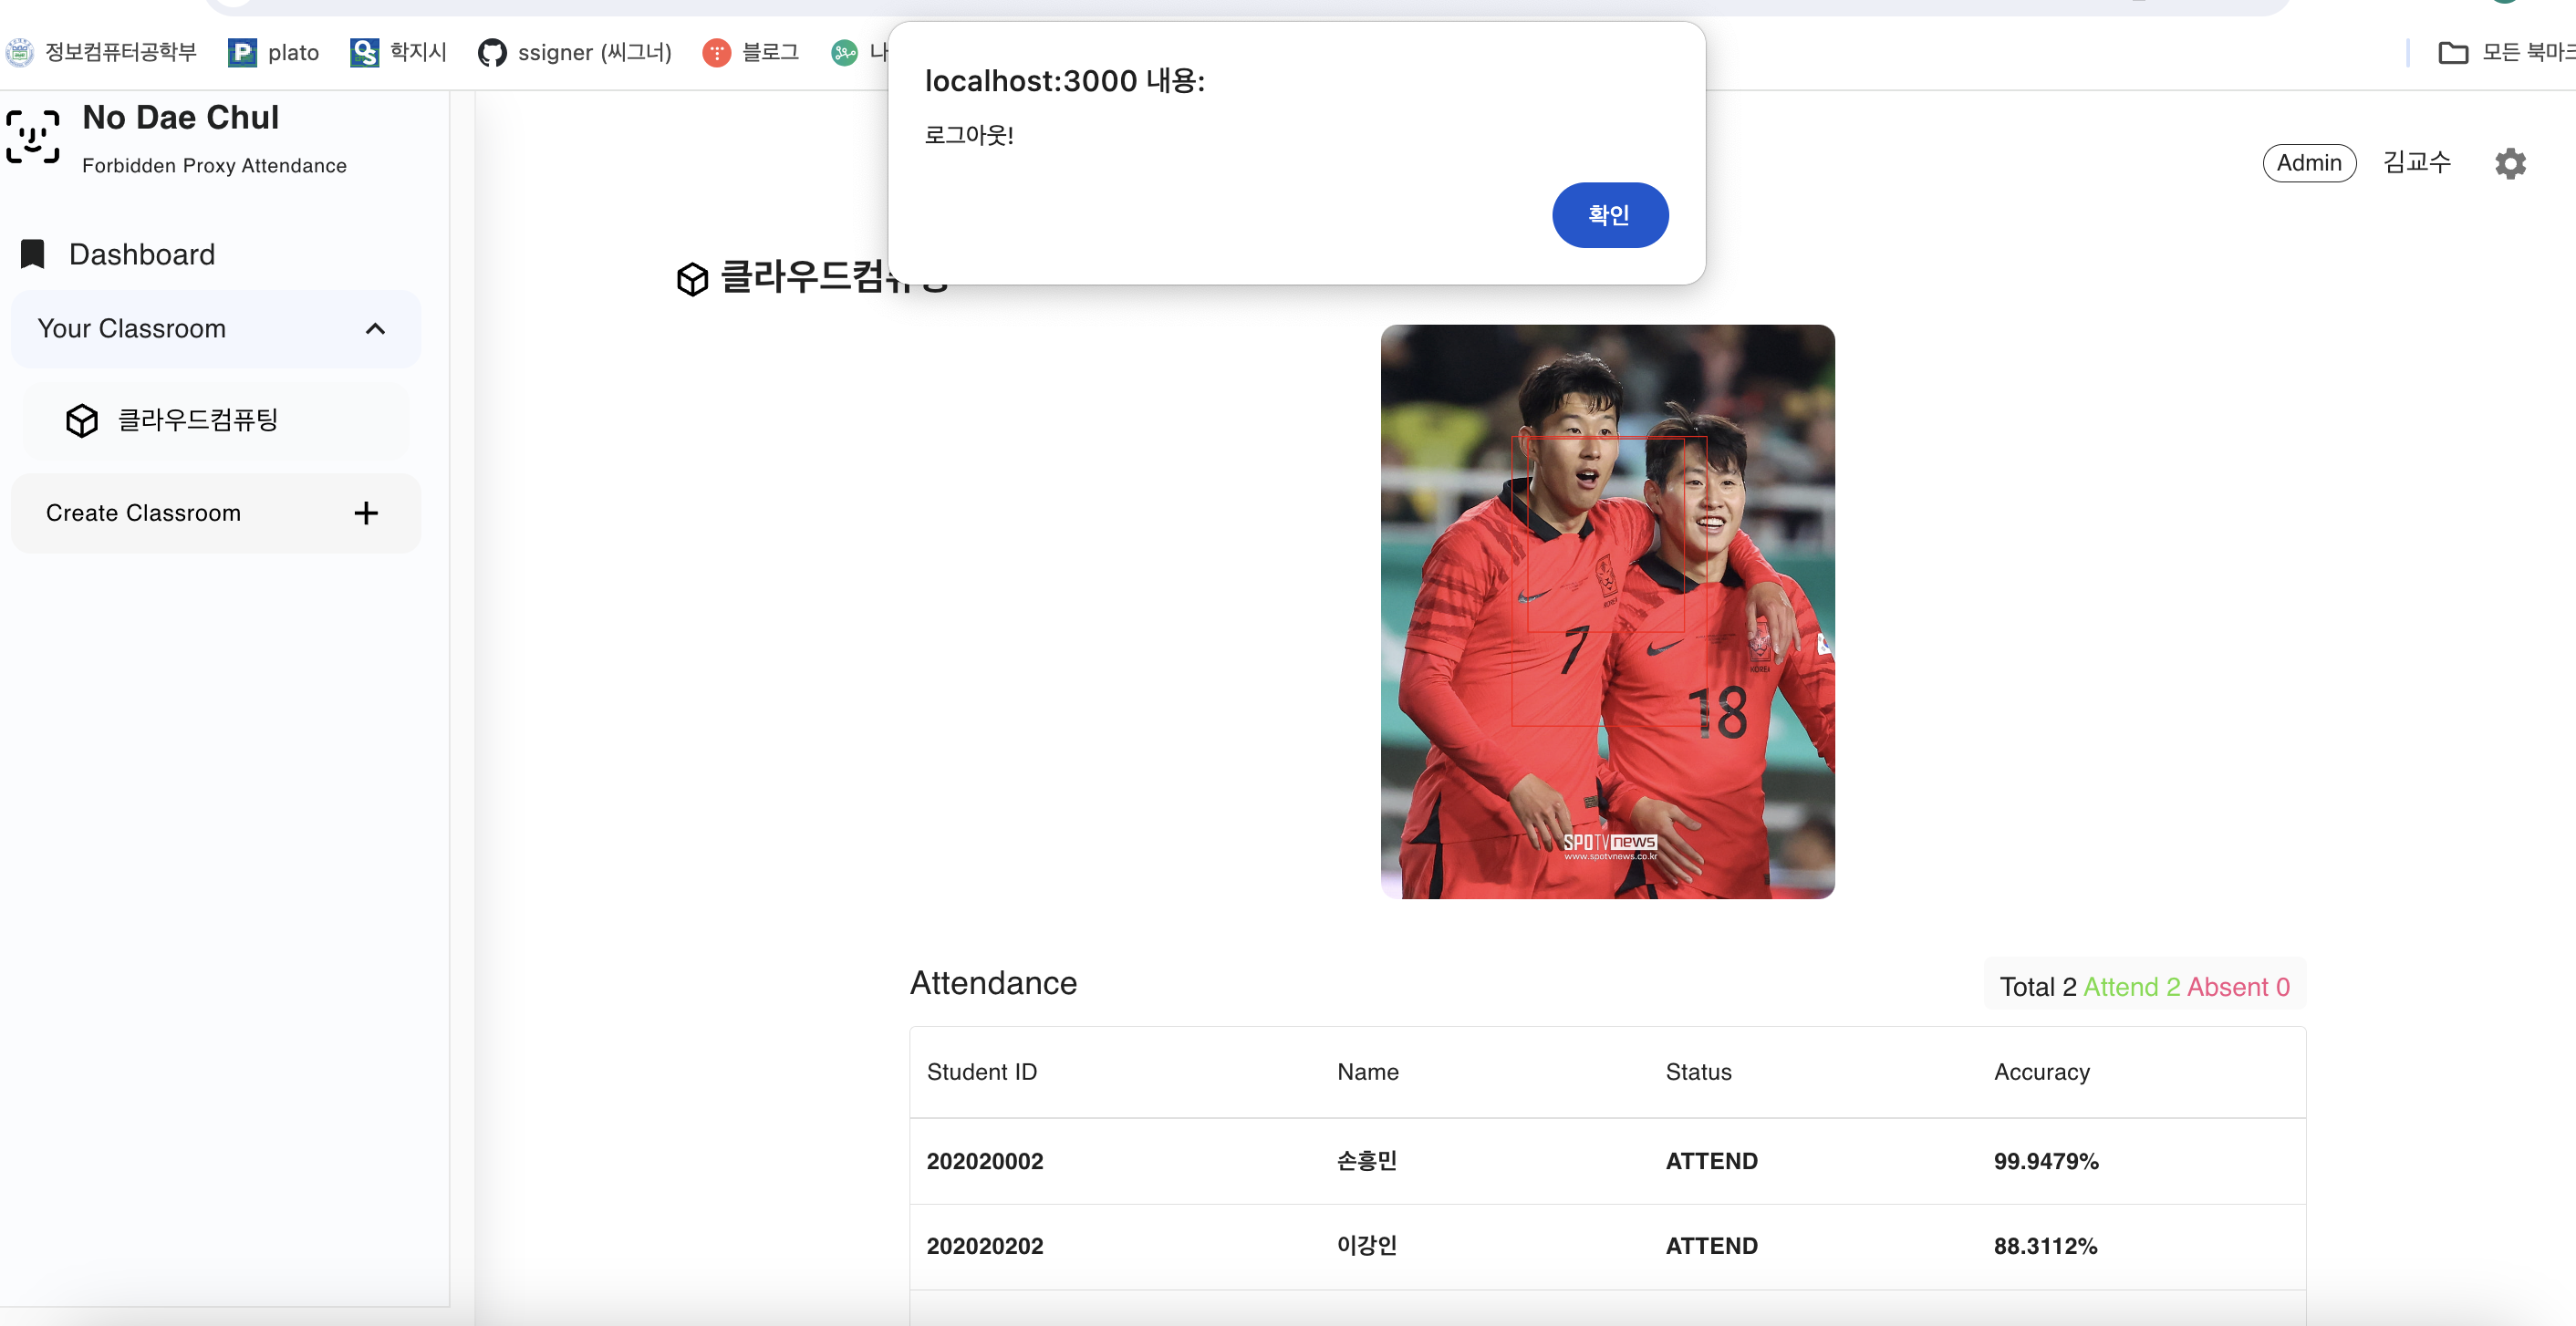 정보컴퓨터공학부
plato
학지시
ssigner (씨그너)
블로그
나
모든 북마크
localhost:3000 내용:
로그아웃!
확인
No Dae Chul
Forbidden Proxy Attendance
Admin
김교수
Dashboard
Your Classroom
클라우드컴퓨팅
Create Classroom
클라우드컴퓨팅
7
18
KOREA
SPOTV news
www.spotvnews.co.kr
Attendance
Total 2 Attend 2 Absent 0
Student ID Name Status Accuracy
202020002 손흥민 ATTEND 99.9479%
202020202 이강인 ATTEND 88.3112%